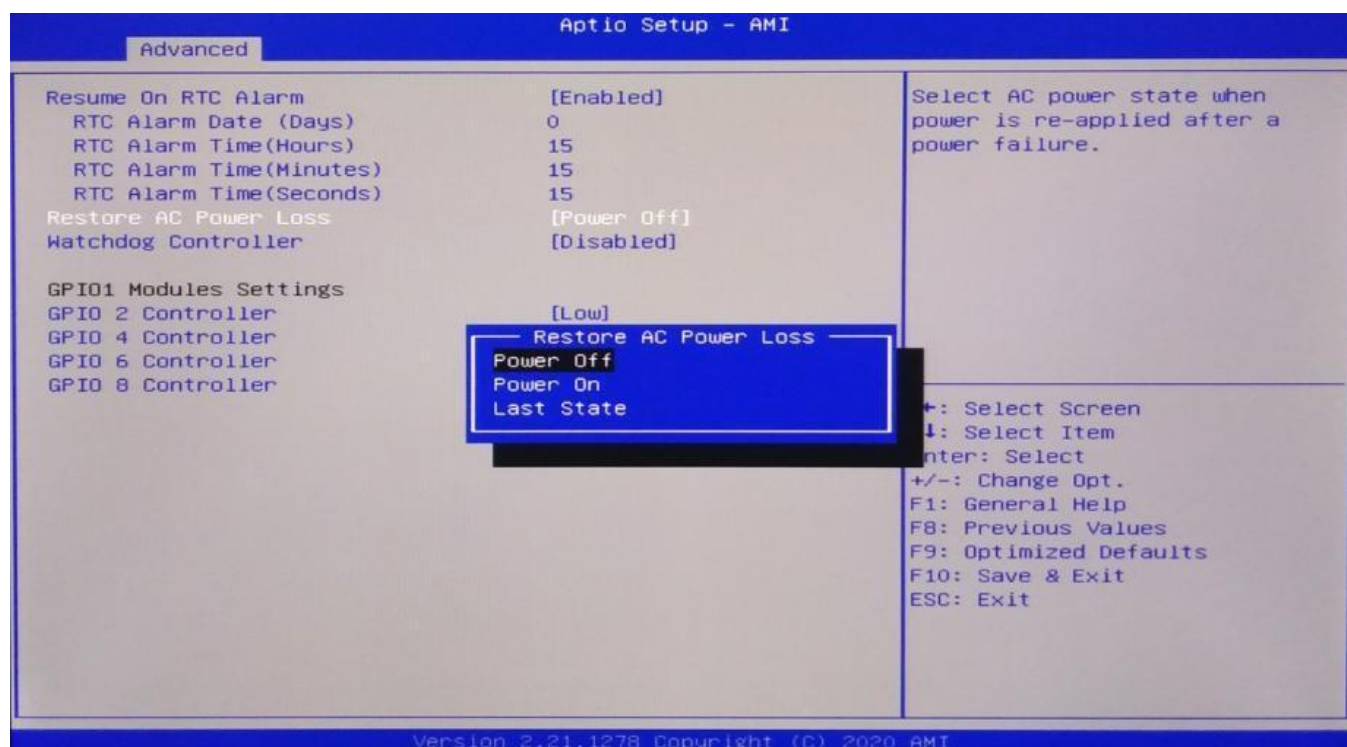 Aptio Setup – AMI
Advanced
Resume On RTC Alarm [Enabled]
RTC Alarm Date (Days) 0
RTC Alarm Time(Hours) 15
RTC Alarm Time(Minutes) 15
RTC Alarm Time(Seconds) 15
Restore AC Power Loss [Power Off]
Watchdog Controller [Disabled]
GPIO1 Modules Settings
GPIO 2 Controller [Low]
GPIO 4 Controller
GPIO 6 Controller
GPIO 8 Controller
Restore AC Power Loss
Power Off
Power On
Last State
Select AC power state when
power is re-applied after a
power failure.
: Select Screen
: Select Item
nter: Select
+/-: Change Opt.
F1: General Help
F8: Previous Values
F9: Optimized Defaults
F10: Save & Exit
ESC: Exit
Version 2.21.1278 Copyright (C) 2020 AMI